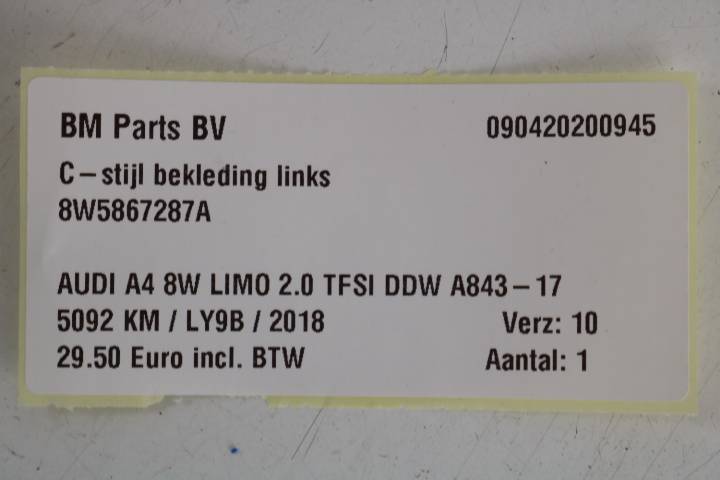 BM Parts BV 090420200945
C-stijl bekleding links
8W5867287A
AUDI A4 8W LIMO 2.0 TFSI DDW A843-17
5092 KM / LY9B / 2018 Verz: 10
29.50 Euro incl. BTW Aantal: 1